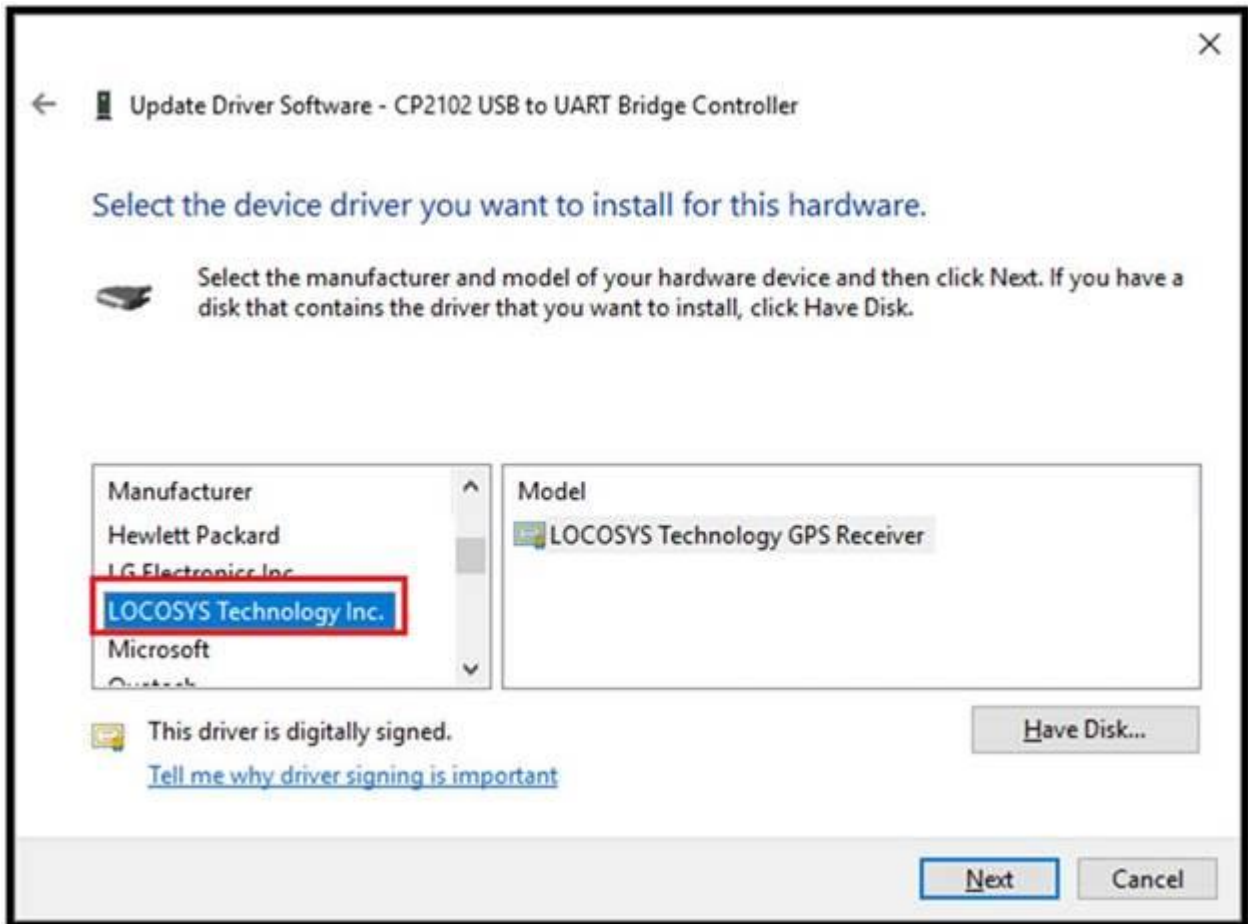 Update Driver Software - CP2102 USB to UART Bridge Controller
Select the device driver you want to install for this hardware.
Select the manufacturer and model of your hardware device and then click Next. If you have a
disk that contains the driver that you want to install, click Have Disk.
Manufacturer
Hewlett Packard
LG Electronics Inc.
LOCOSYS Technology Inc.
Microsoft
Model
LOCOSYS Technology GPS Receiver
This driver is digitally signed.
Tell me why driver signing is important
Have Disk...
Next
Cancel